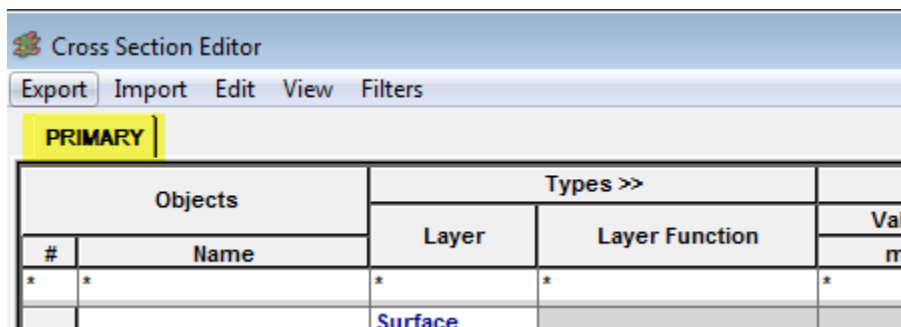 Cross Section Editor
Export Import Edit View Filters
PRIMARY
Objects Types >>
Layer Layer Function
# Name
* * * * *
Surface